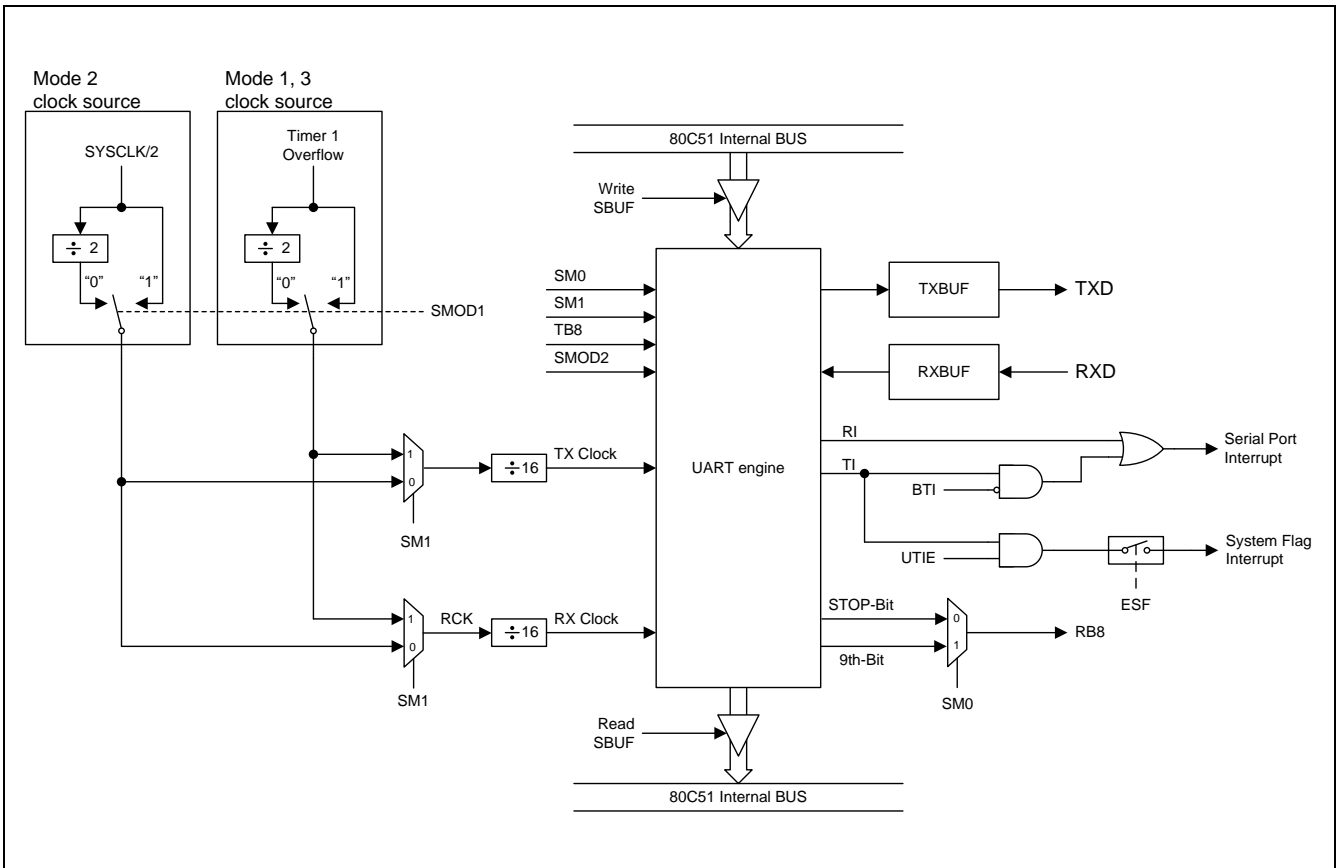 Mode 2
clock source
Mode 1, 3
clock source
SYSCLK/2
Timer 1
Overflow
÷ 2
÷ 2
“0”
“1”
“0”
“1”
SMOD1
80C51 Internal BUS
Write
SBUF
SM0
SM1
TB8
SMOD2
UART engine
TXBUF
TXD
RXBUF
RXD
RI
TI
BTI
Serial Port
Interrupt
UTIE
System Flag
Interrupt
ESF
1
0
SM1
÷16
TX Clock
1
0
SM1
RCK
÷16
RX Clock
STOP-Bit
9th-Bit
0
1
SM0
RB8
Read
SBUF
80C51 Internal BUS